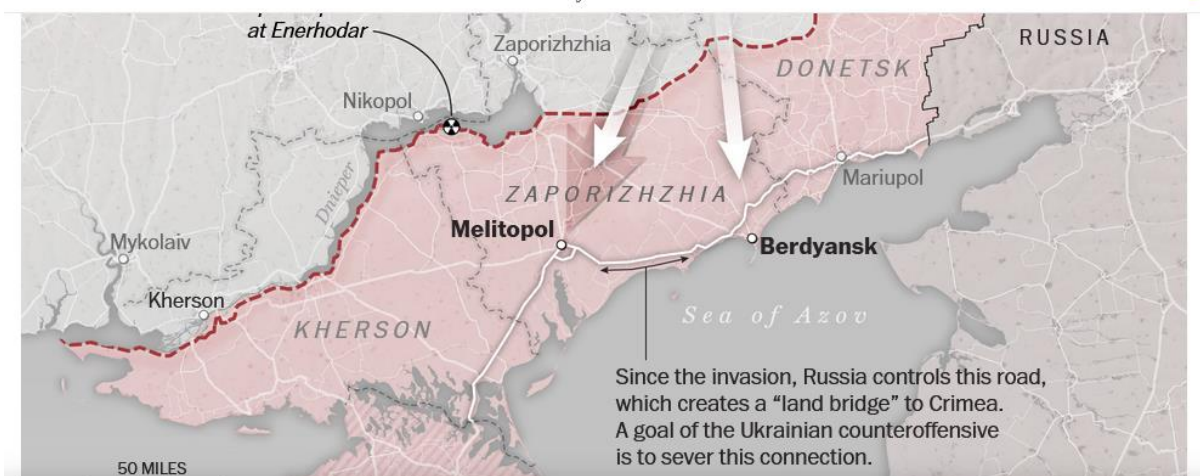 at Enerhodar
Zaporizhzhia
RUSSIA
DONETSK
Nikopol
Dnieper
ZAPORIZHZHIA
Mariupol
Melitopol
Mykolaiv
Berdyansk
Kherson
KHERSON
Sea of Azov
Since the invasion, Russia controls this road,
which creates a “land bridge” to Crimea.
A goal of the Ukrainian counteroffensive
is to sever this connection.
50 MILES